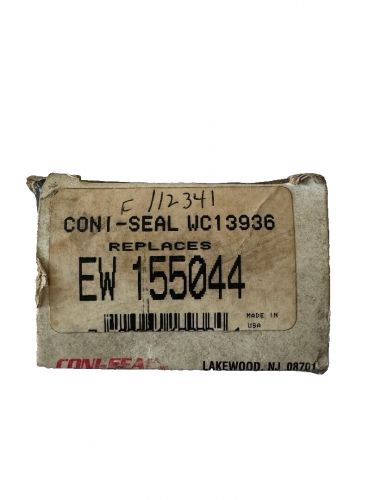 F 112341
CONI-SEAL WC13936
REPLACES
EW 155044
MADE IN
USA
CONI-SEAL
LAKEWOOD, NJ 08701